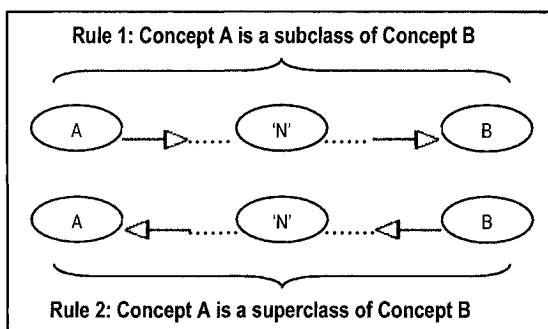 Rule 1: Concept A is a subclass of Concept B
A 'N' B
A 'N' B
Rule 2: Concept A is a superclass of Concept B